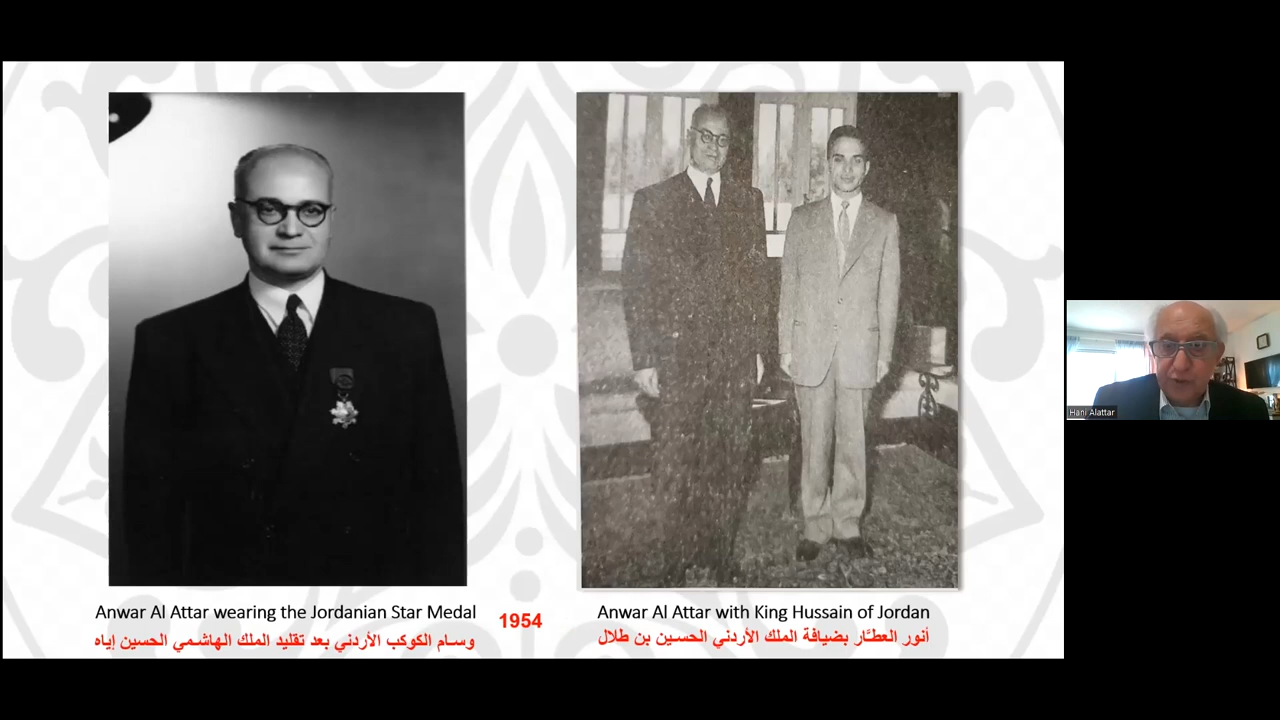 Anwar Al Attar wearing the Jordanian Star Medal
وسام الكوكب الأردني بعد تقليد الملك الهاشمي الحسين إياه
1954
Anwar Al Attar with King Hussain of Jordan
أنور العطّار بضيافة الملك الأردني الحسين بن طلال
Hani Alattar